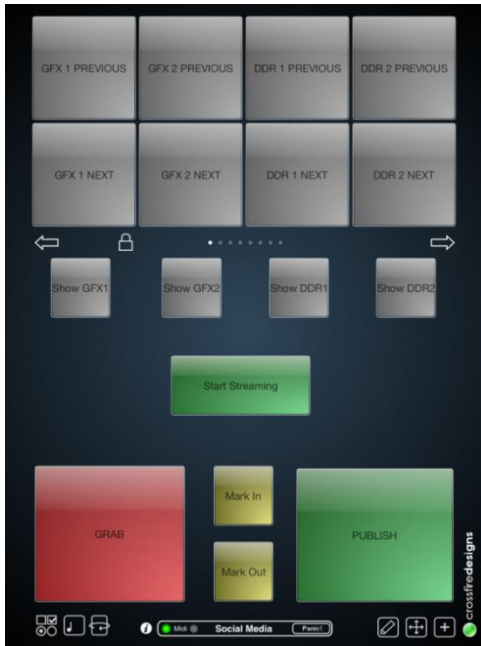 GFX 1 PREVIOUS GFX 2 PREVIOUS DDR 1 PREVIOUS DDR 2 PREVIOUS
GFX 1 NEXT GFX 2 NEXT DDR 1 NEXT DDR 2 NEXT
Show GFX1 Show GFX2 Show DDR1 Show DDR2
Start Streaming
Mark In
GRAB PUBLISH
Mark Out
crossfiredesigns
i Midi Social Media Panic!